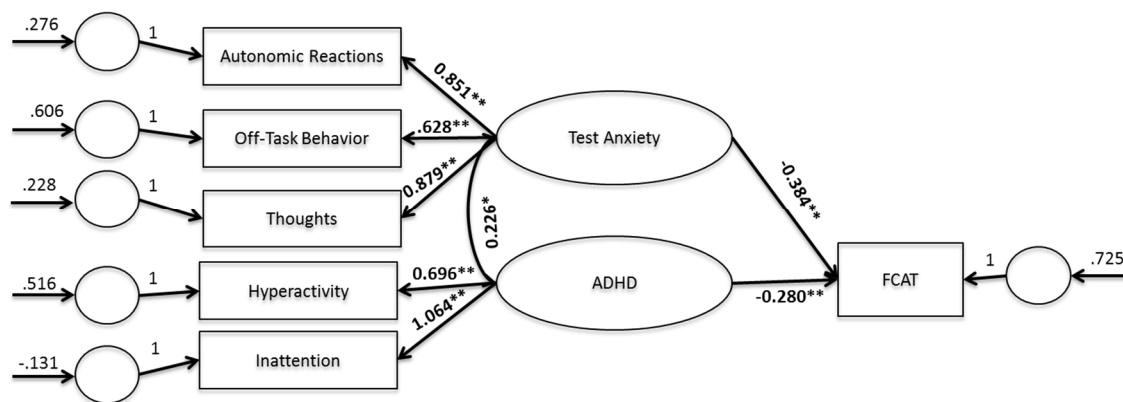 .276
1
Autonomic Reactions
0.851**
.606
1
Off-Task Behavior
.628**
Test Anxiety
.228
1
Thoughts
0.879**
-0.384**
0.226*
.516
1
Hyperactivity
0.696**
ADHD
-0.280**
FCAT
1
.725
1.064**
-.131
1
Inattention